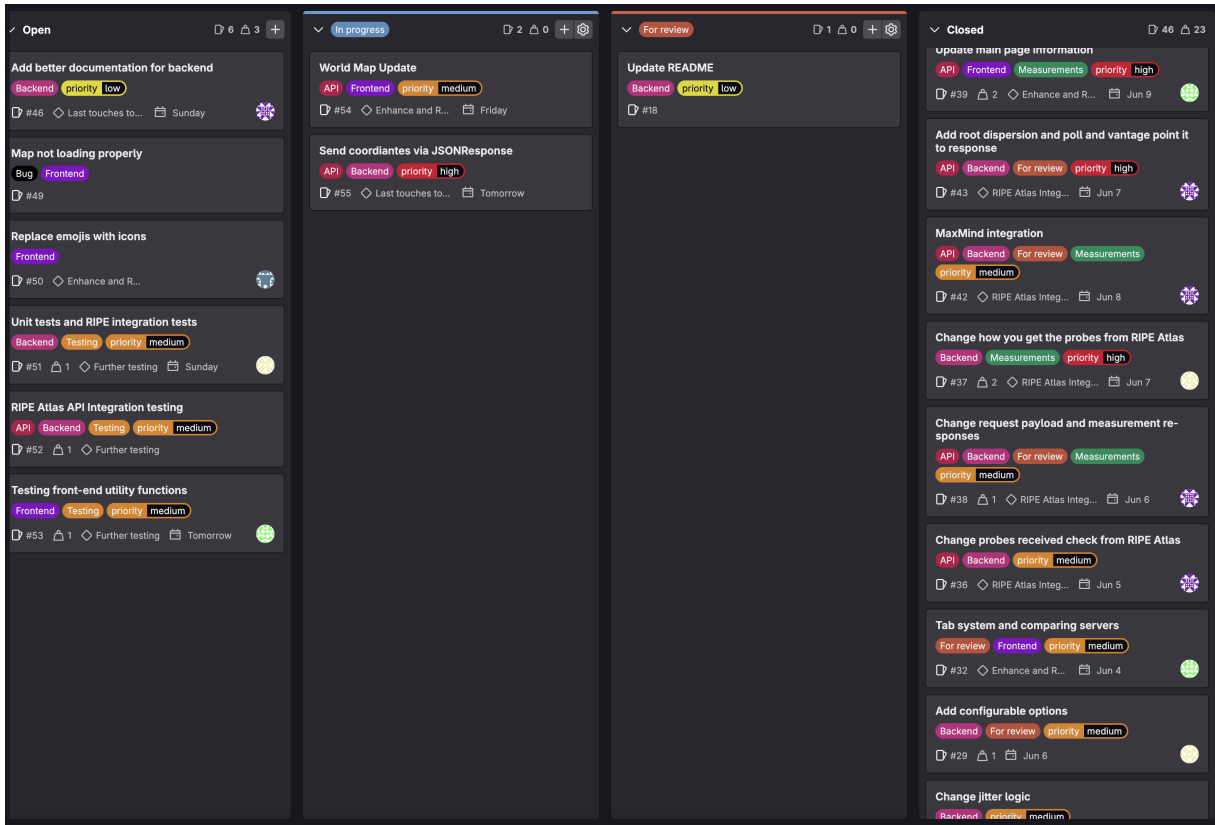 Open 6 3
Add better documentation for backend
Backend priority low
#46 Last touches to... Sunday
Map not loading properly
Bug Frontend
#49
Replace emojis with icons
Frontend
#50 Enhance and R...
Unit tests and RIPE integration tests
Backend Testing priority medium
#51 1 Further testing Sunday
RIPE Atlas API Integration testing
API Backend Testing priority medium
#52 1 Further testing
Testing front-end utility functions
Frontend Testing priority medium
#53 1 Further testing Tomorrow
In progress 2 0
World Map Update
API Frontend priority medium
#54 Enhance and R... Friday
Send coordiantes via JSONResponse
API Backend priority high
#55 Last touches to... Tomorrow
For review 1 0
Update README
Backend priority low
#18
Closed 46 23
Update main page information
API Frontend Measurements priority high
#39 2 Enhance and R... Jun 9
Add root dispersion and poll and vantage point it
to response
API Backend For review priority high
#43 RIPE Atlas Integ... Jun 7
MaxMind integration
API Backend For review Measurements
priority medium
#42 RIPE Atlas Integ... Jun 8
Change how you get the probes from RIPE Atlas
Backend Measurements priority high
#37 2 RIPE Atlas Integ... Jun 7
Change request payload and measurement re-
sponses
API Backend For review Measurements
priority medium
#38 1 RIPE Atlas Integ... Jun 6
Change probes received check from RIPE Atlas
API Backend priority medium
#36 RIPE Atlas Integ... Jun 5
Tab system and comparing servers
For review Frontend priority medium
#32 Enhance and R... Jun 4
Add configurable options
Backend For review priority medium
#29 1 Jun 6
Change jitter logic
Backend priority medium